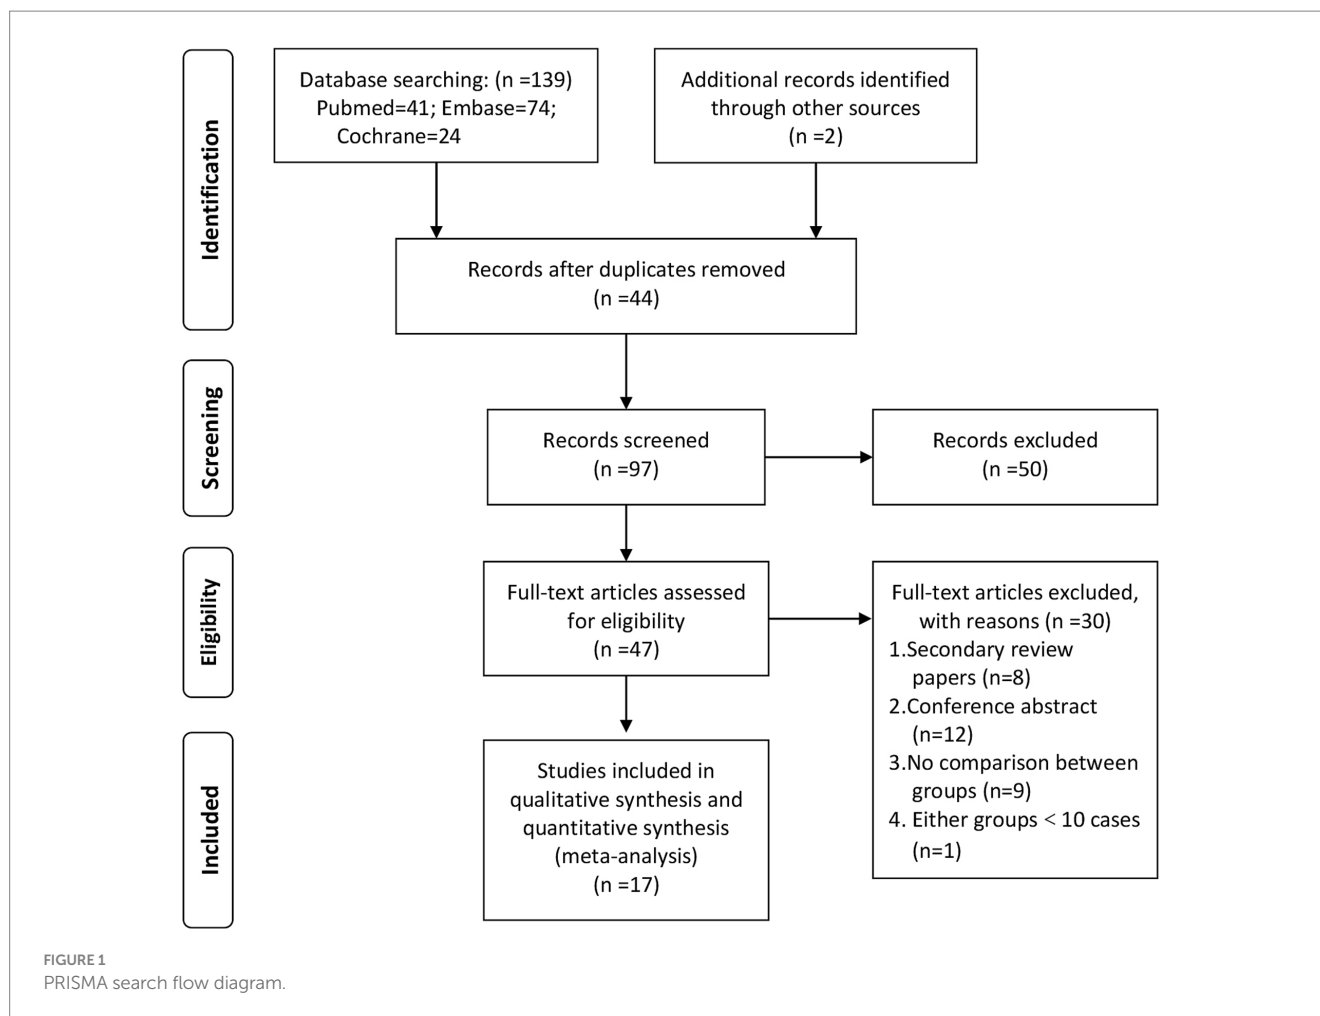 Identification
Database searching: (n =139)
Pubmed=41; Embase=74;
Cochrane=24
Additional records identified
through other sources
(n =2)
Records after duplicates removed
(n =44)
Screening
Records screened
(n =97)
Records excluded
(n =50)
Eligibility
Full-text articles assessed
for eligibility
(n =47)
Full-text articles excluded,
with reasons (n =30)
1.Secondary review
papers (n=8)
2.Conference abstract
(n=12)
3.No comparison between
groups (n=9)
4. Either groups < 10 cases
(n=1)
Included
Studies included in
qualitative synthesis and
quantitative synthesis
(meta-analysis)
(n =17)
FIGURE 1
PRISMA search flow diagram.